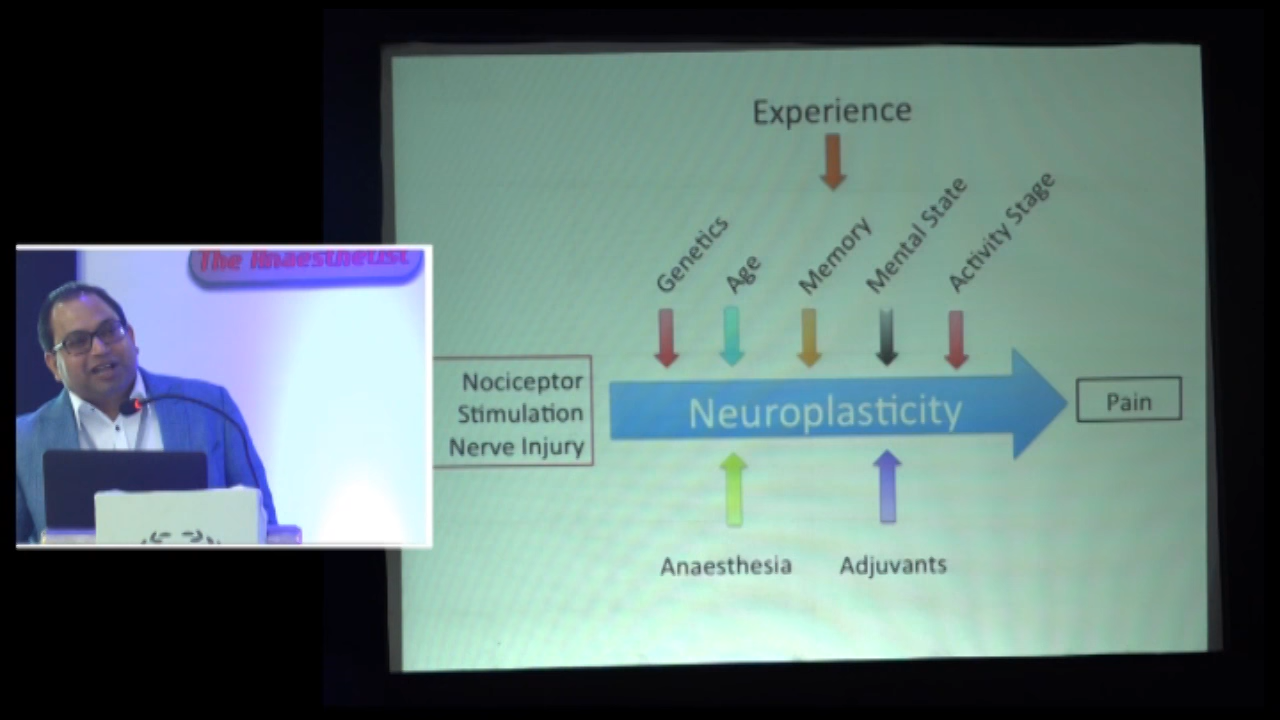 Experience
Genetics
Age
Memory
Mental State
Activity Stage
The Anaesthetist
Nociceptor
Stimulation
Nerve Injury
Neuroplasticity
Pain
Anaesthesia
Adjuvants